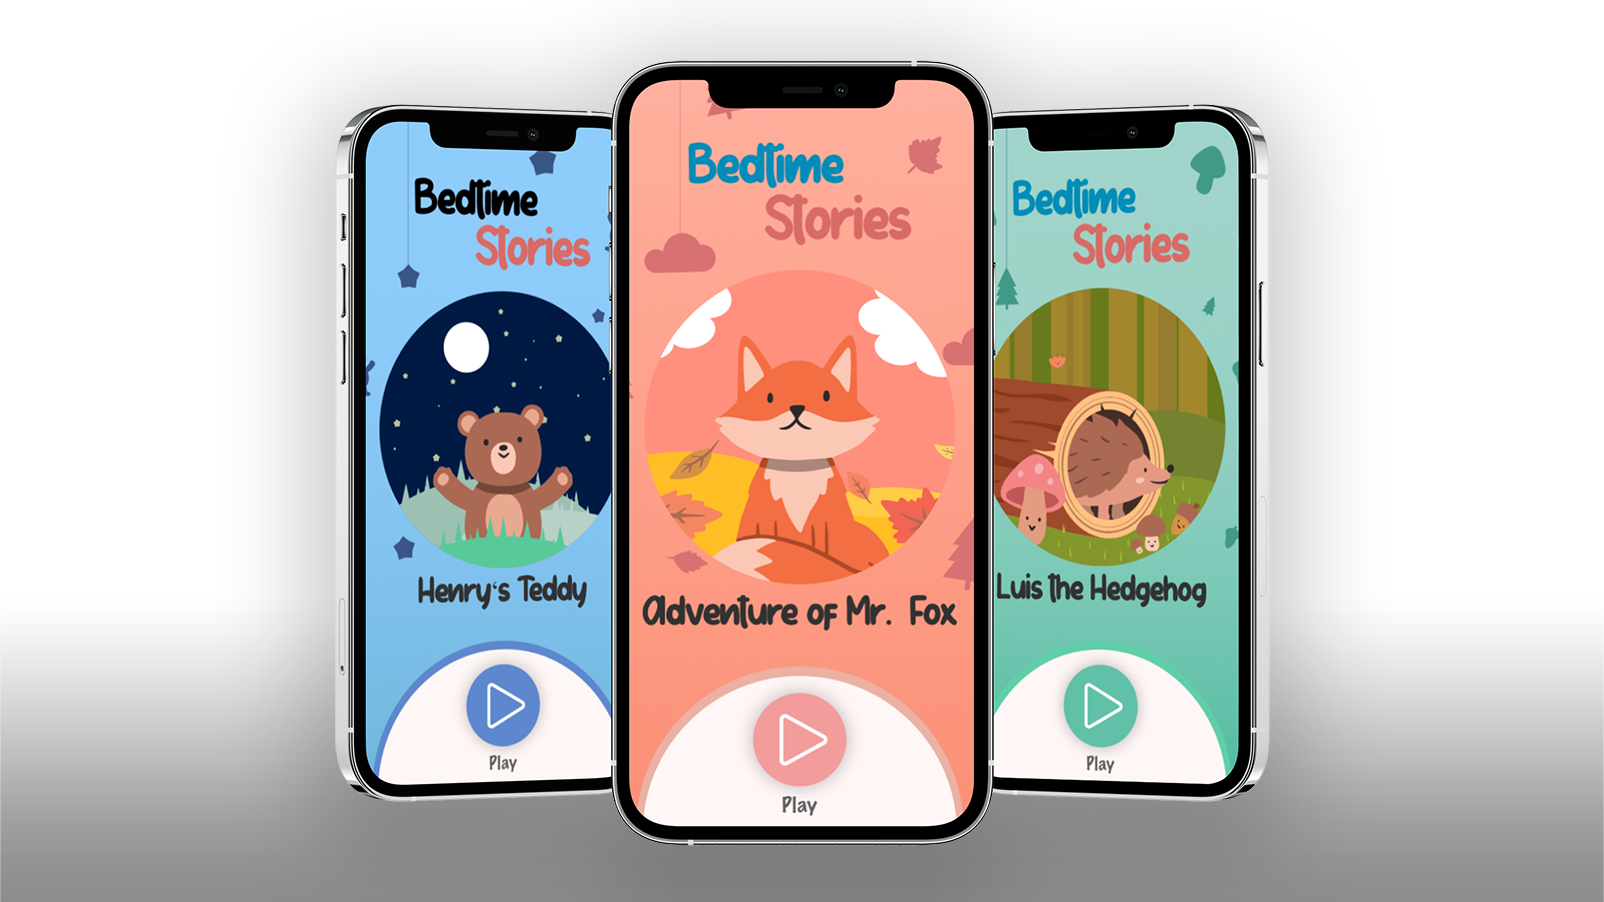 Bedtime
Stories
Henry's Teddy
Play
Bedtime
Stories
Adventure of Mr. Fox
Play
Bedtime
Stories
Luis the Hedgehog
Play